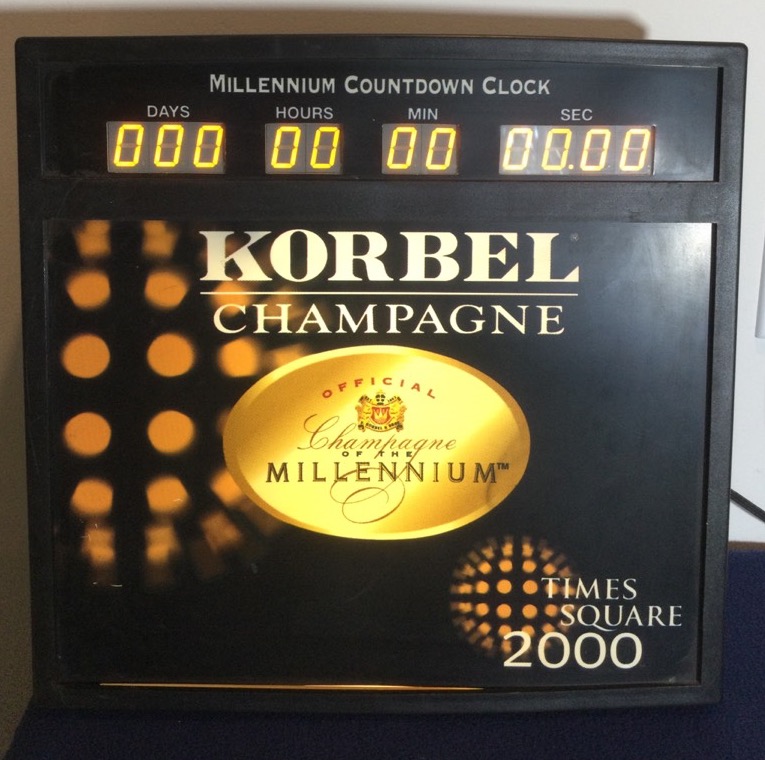 MILLENNIUM COUNTDOWN CLOCK
DAYS HOURS MIN SEC
000 00 00 00.00
KORBEL®
CHAMPAGNE
OFFICIAL
Champagne
OF THE
MILLENNIUM™
TIMES
SQUARE
2000